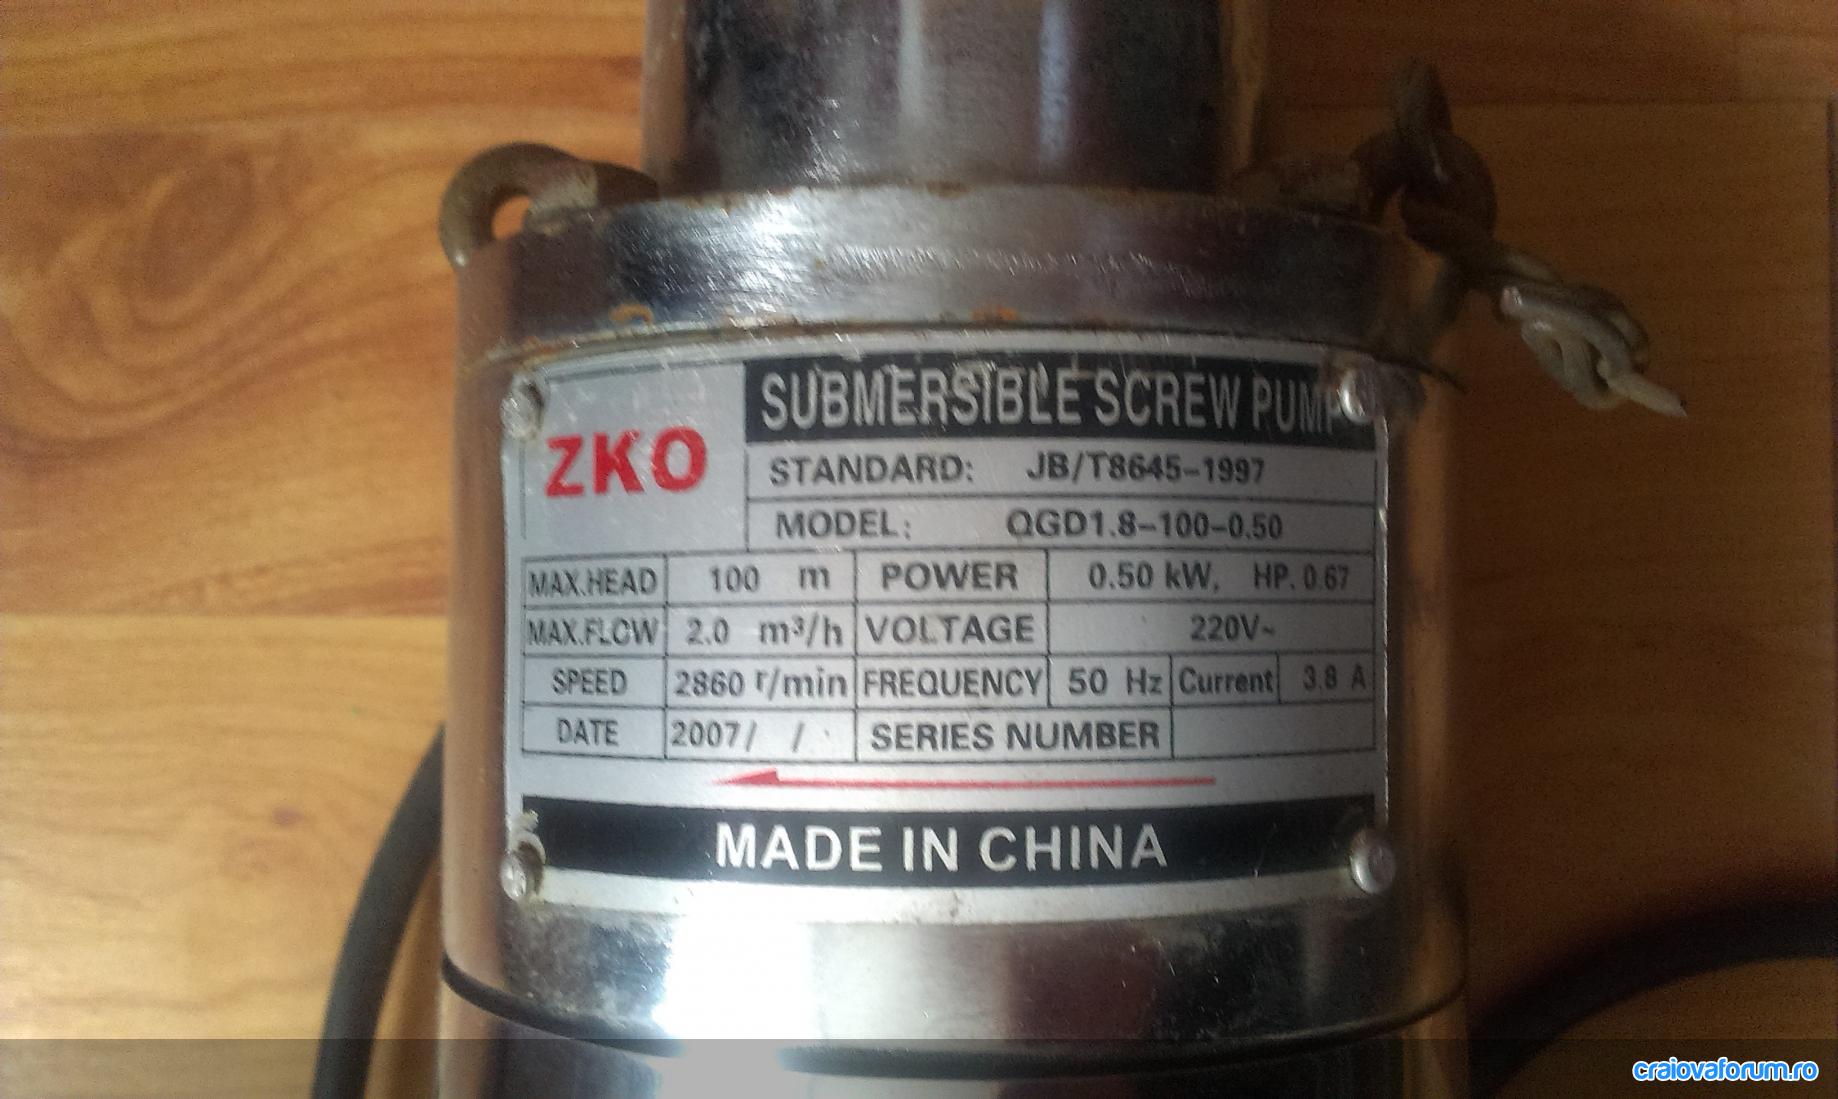 ZKO
SUBMERSIBLE SCREW PUMP
STANDARD: JB/T8645-1997
MODEL: QGD1.8-100-0.50
MAX.HEAD 100 m POWER 0.50 kW, HP. 0.67
MAX.FLOW 2.0 m³/h VOLTAGE 220V~
SPEED 2860 r/min FREQUENCY 50 Hz Current 3.8 A
DATE 2007/ / SERIES NUMBER
MADE IN CHINA
craiovaforum.ro